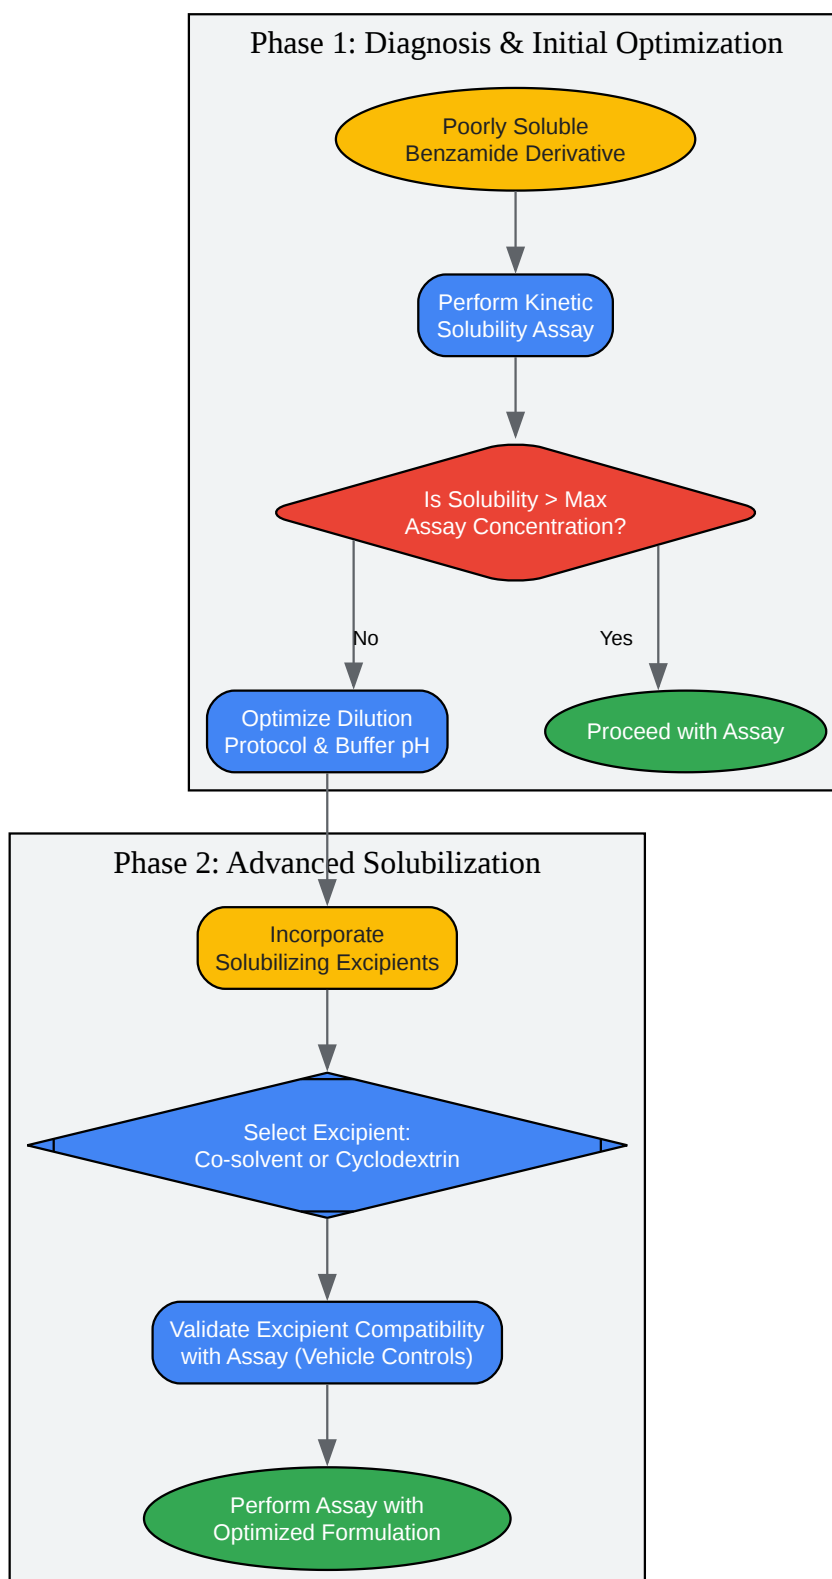 Phase 1: Diagnosis & Initial Optimization
Poorly Soluble
Benzamide Derivative
Perform Kinetic
Solubility Assay
Is Solubility > Max
Assay Concentration?
No
Yes
Optimize Dilution
Protocol & Buffer pH
Proceed with Assay
Phase 2: Advanced Solubilization
Incorporate
Solubilizing Excipients
Select Excipient:
Co-solvent or Cyclodextrin
Validate Excipient Compatibility
with Assay (Vehicle Controls)
Perform Assay with
Optimized Formulation